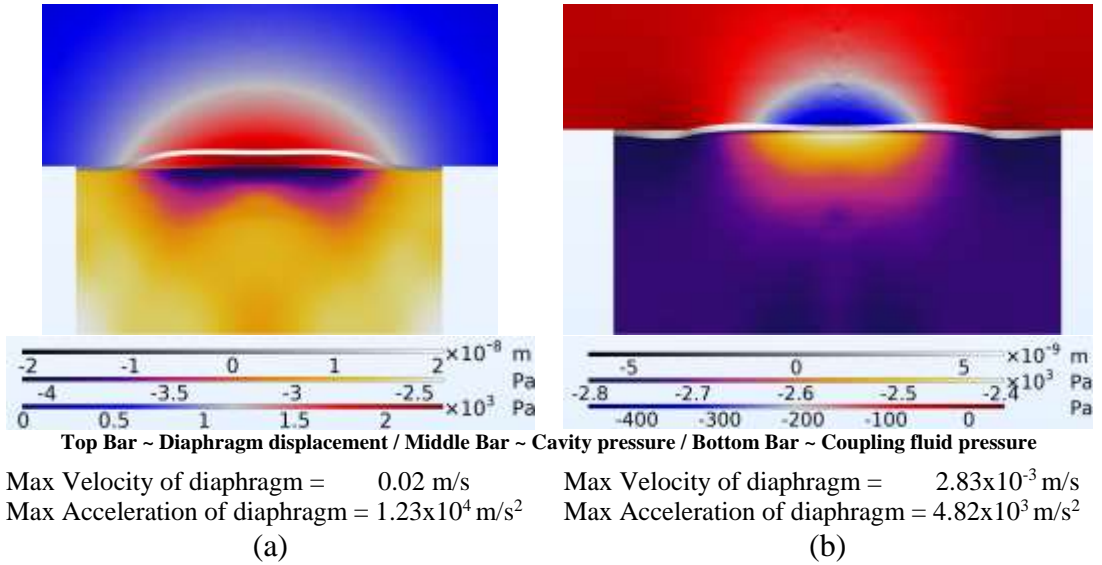 -2 -1 0 1 2 ×10⁻⁸ m
-4 -3.5 -3 -2.5 Pa
0 0.5 1 1.5 2 ×10³ Pa
-5 0 5 ×10⁻⁹ m
-2.8 -2.7 -2.6 -2.5 -2.4 ×10³ Pa
-400 -300 -200 -100 0 Pa
Top Bar ~ Diaphragm displacement / Middle Bar ~ Cavity pressure / Bottom Bar ~ Coupling fluid pressure
Max Velocity of diaphragm = 0.02 m/s
Max Acceleration of diaphragm = 1.23x10⁴ m/s²
(a)
Max Velocity of diaphragm = 2.83x10⁻³ m/s
Max Acceleration of diaphragm = 4.82x10³ m/s²
(b)